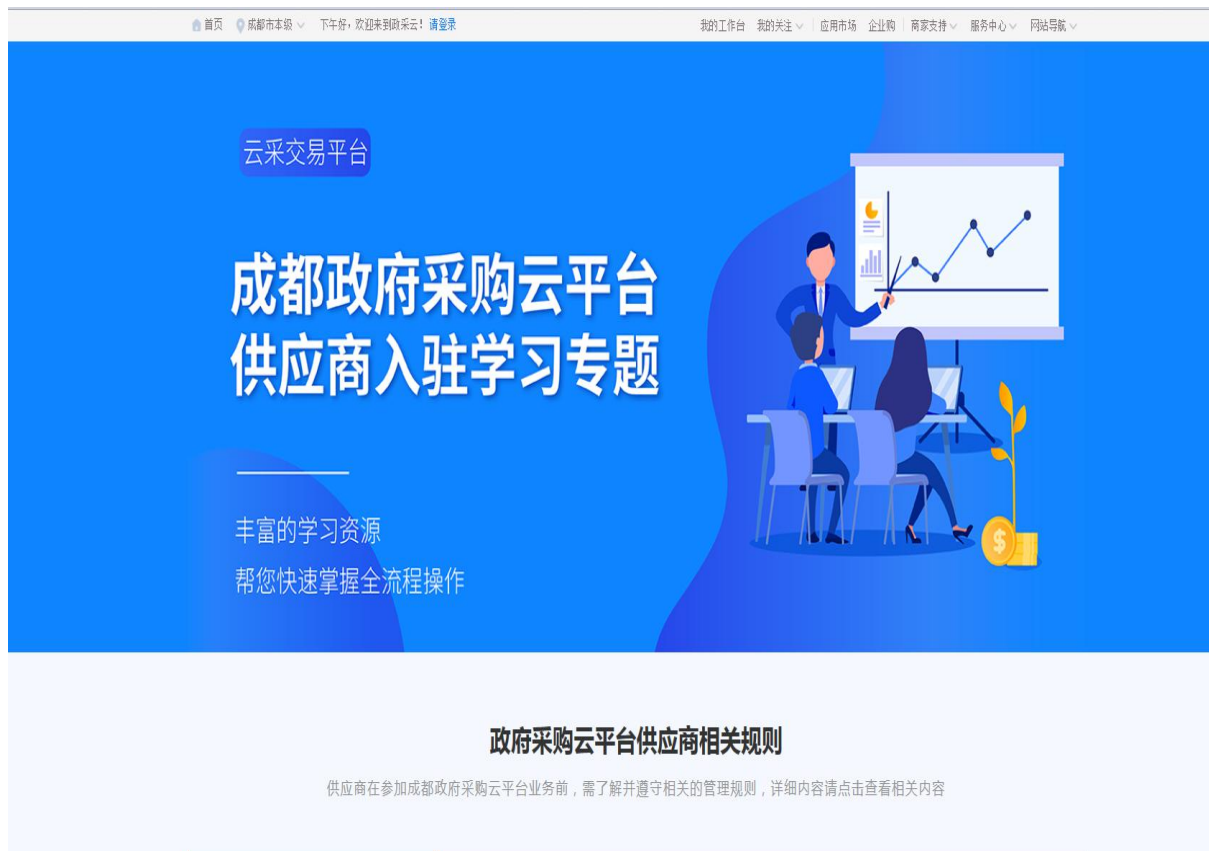 首页 成都市本级 下午好，欢迎来到政采云！ 请登录 我的工作台 我的关注 应用市场 企业购 商家支持 服务中心 网站导航
云采交易平台
成都政府采购云平台
供应商入驻学习专题
丰富的学习资源
帮您快速掌握全流程操作
$
政府采购云平台供应商相关规则
供应商在参加成都政府采购云平台业务前，需了解并遵守相关的管理规则，详细内容请点击查看相关内容